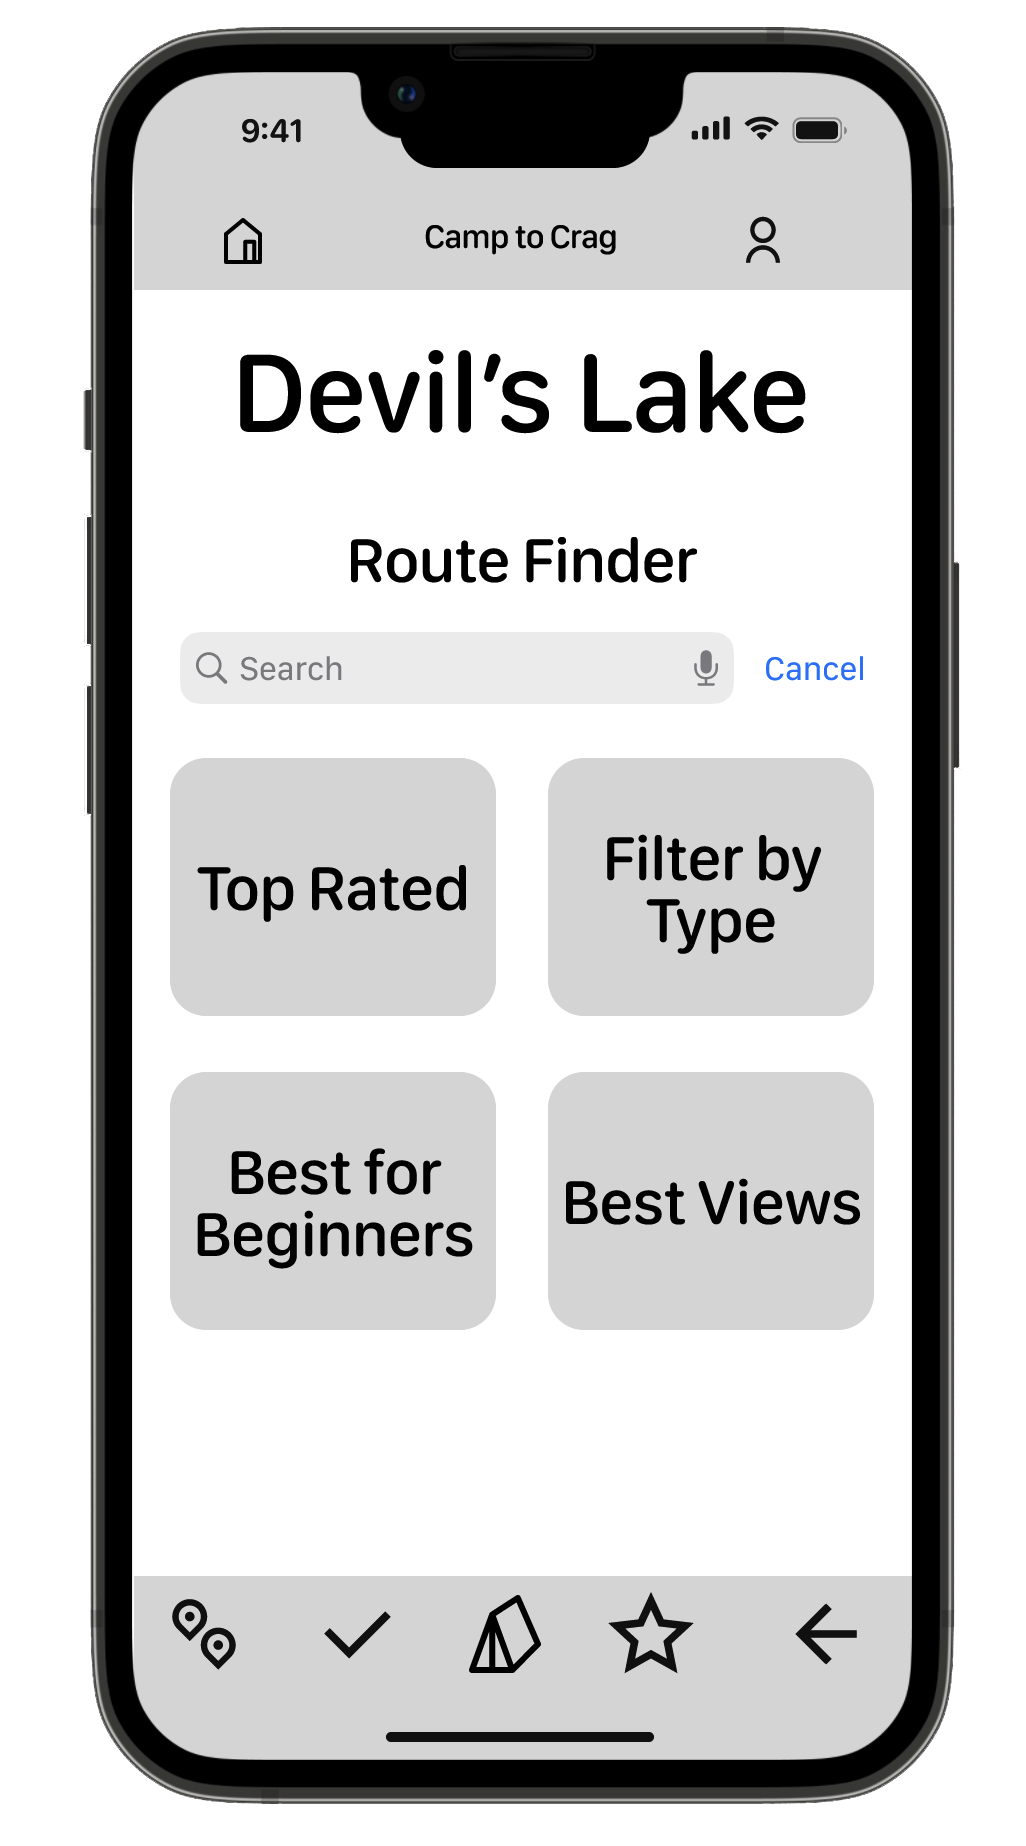 9:41
Camp to Crag
Devil’s Lake
Route Finder
Search
Cancel
Top Rated
Filter by
Type
Best for
Beginners
Best Views